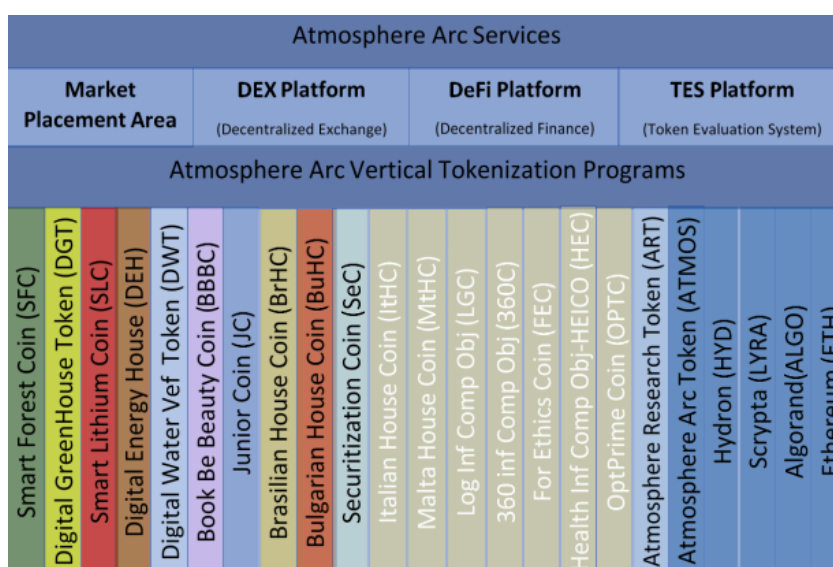 Atmosphere Arc Services
Market
Placement Area
DEX Platform
(Decentralized Exchange)
DeFi Platform
(Decentralized Finance)
TES Platform
(Token Evaluation System)
Atmosphere Arc Vertical Tokenization Programs
Smart Forest Coin (SFC)
Digital GreenHouse Token (DGT)
Smart Lithium Coin (SLC)
Digital Energy House (DEH)
Digital Water Vef Token (DWT)
Book Be Beauty Coin (BBBC)
Junior Coin (JC)
Brasilian House Coin (BrHC)
Bulgarian House Coin (BuHC)
Securitization Coin (SeC)
Italian House Coin (ItHC)
Malta House Coin (MtHC)
Log Inf Comp Obj (LGC)
360 inf Comp Obj (360C)
For Ethics Coin (FEC)
Health Inf Comp Obj-HEICO (HEC)
OptPrime Coin (OPTC)
Atmosphere Research Token (ART)
Atmosphere Arc Token (ATMOS)
Hydron (HYD)
Scrypta (LYRA)
Algorand(ALGO)
Ethereum (ETH)